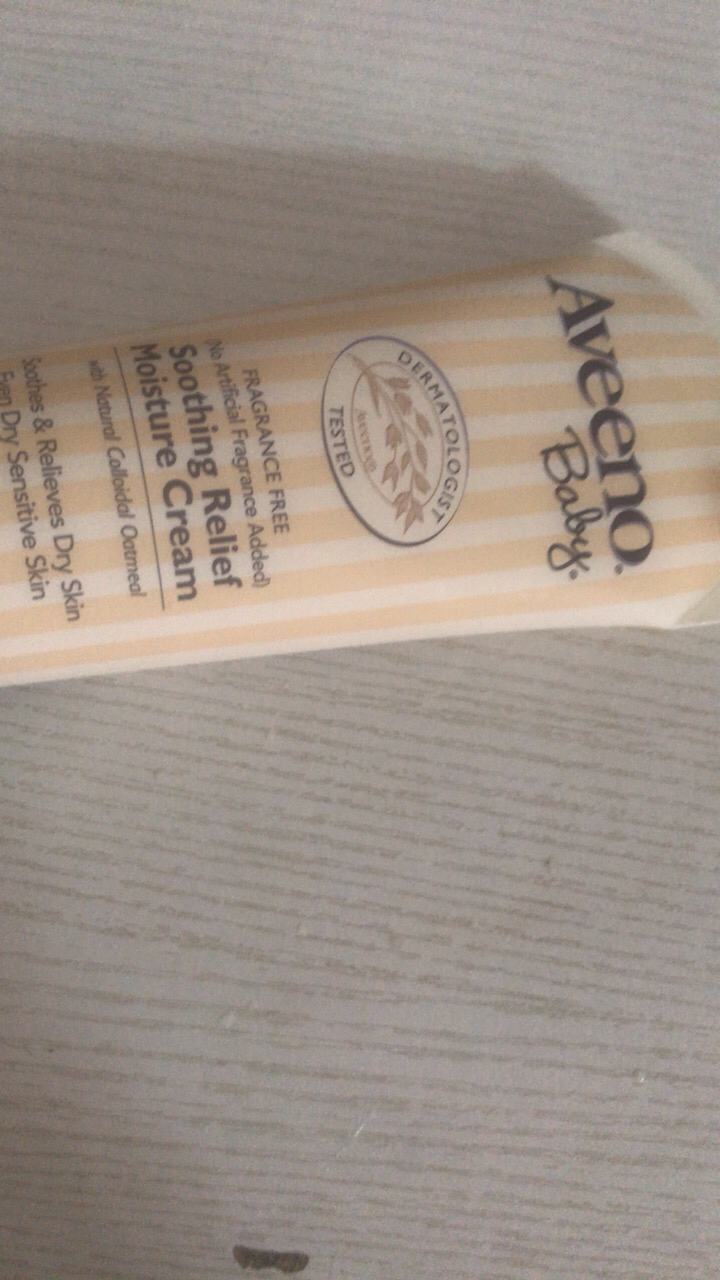 Aveeno.
Baby.
DERMATOLOGIST
TESTED
FRAGRANCE FREE
(No Artificial Fragrance Added)
Soothing Relief
Moisture Cream
with Natural Colloidal Oatmeal
Soothes & Relieves Dry Skin
Even Dry Sensitive Skin